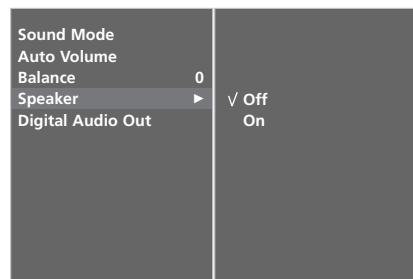 Sound Mode
Auto Volume
Balance 0
Speaker ►
Digital Audio Out
√ Off
On